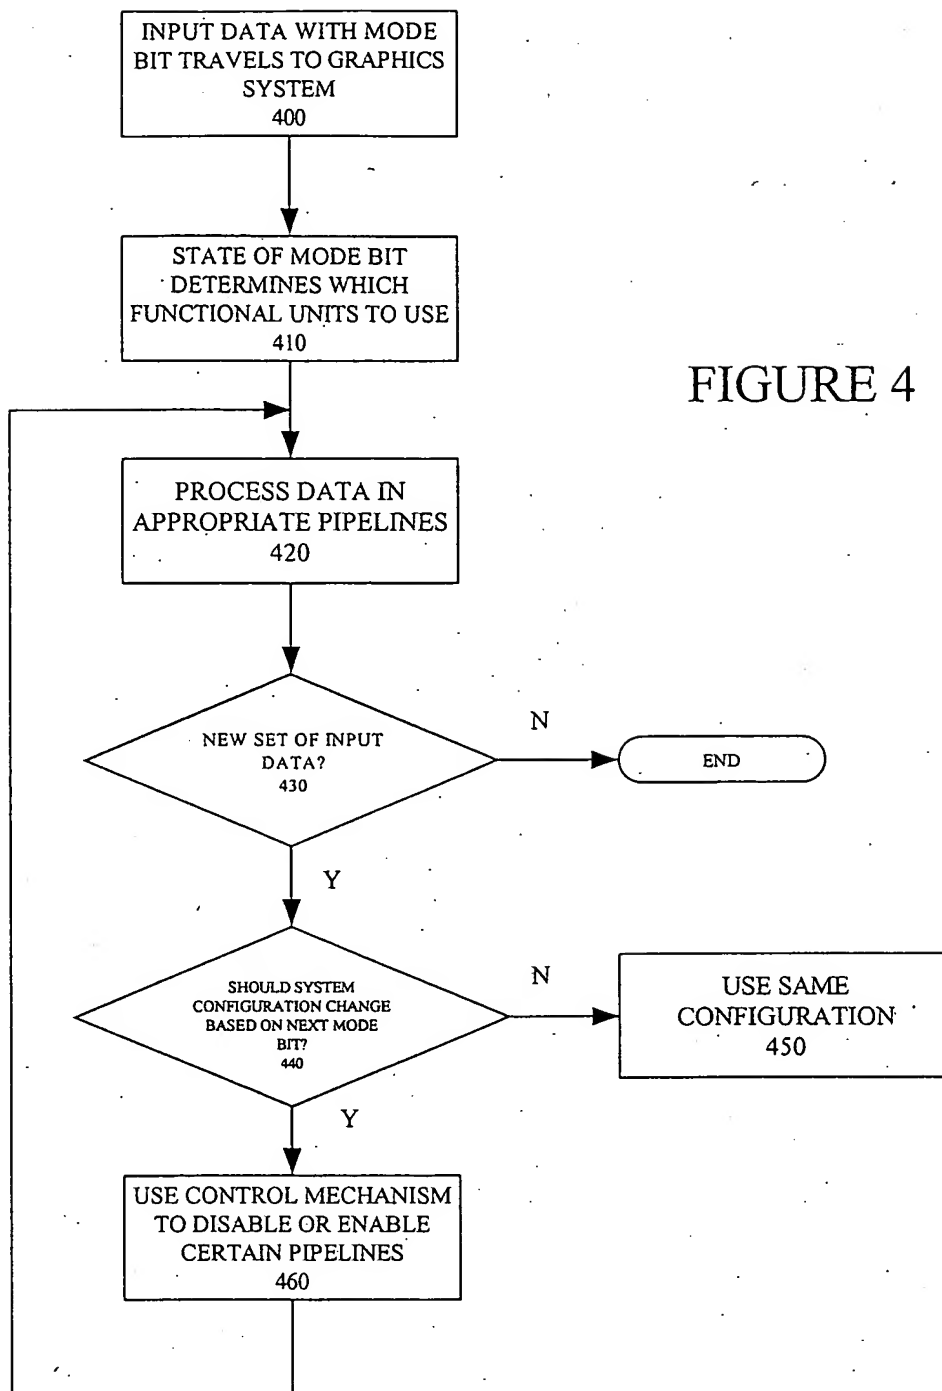 INPUT DATA WITH MODE
BIT TRAVELS TO GRAPHICS
SYSTEM
400
STATE OF MODE BIT
DETERMINES WHICH
FUNCTIONAL UNITS TO USE
410
FIGURE 4
PROCESS DATA IN
APPROPRIATE PIPELINES
420
NEW SET OF INPUT
DATA?
430
N
END
Y
SHOULD SYSTEM
CONFIGURATION CHANGE
BASED ON NEXT MODE
BIT?
440
N
USE SAME
CONFIGURATION
450
Y
USE CONTROL MECHANISM
TO DISABLE OR ENABLE
CERTAIN PIPELINES
460